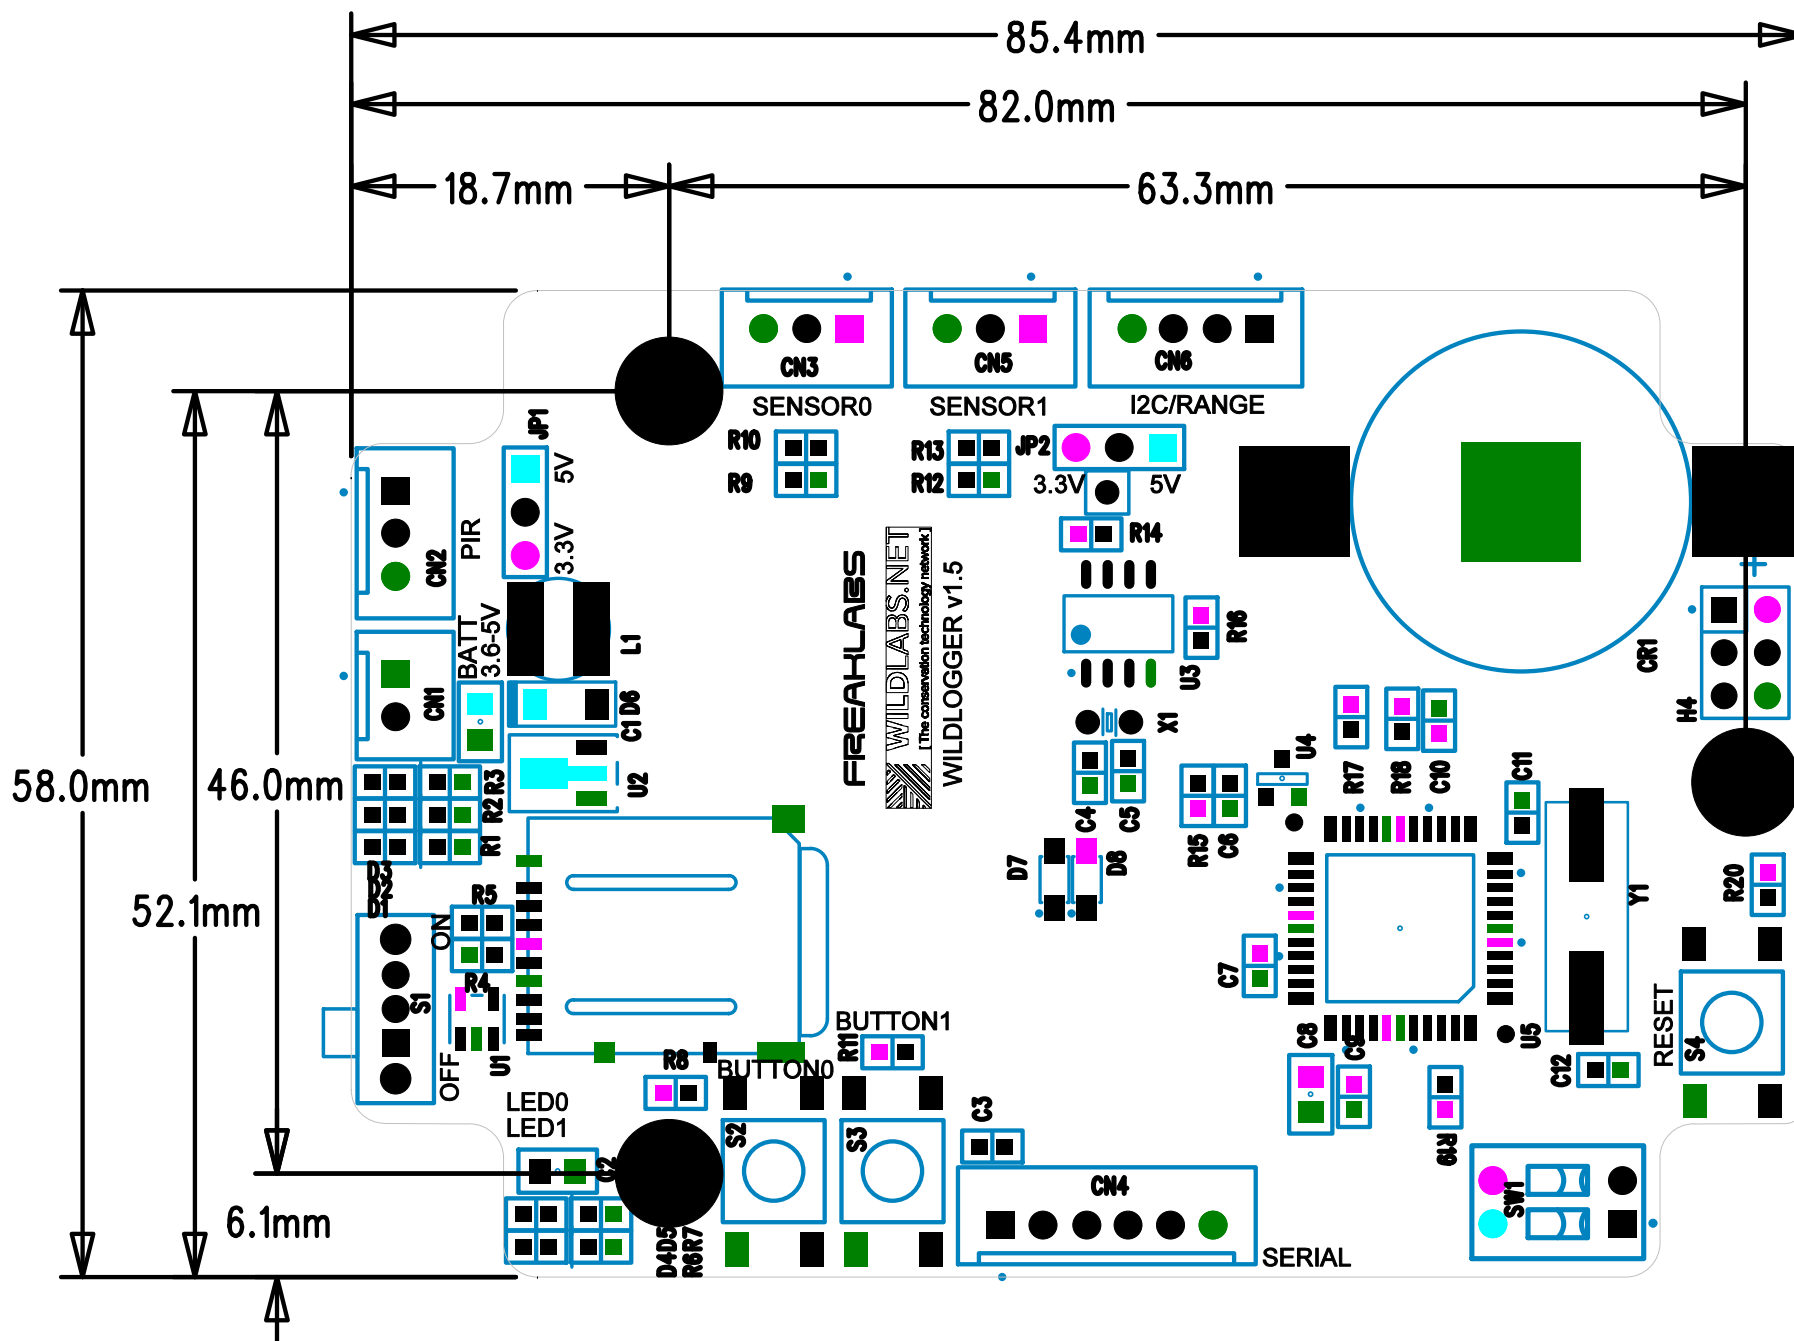 85.4mm
82.0mm
18.7mm
63.3mm
CN3
CN5
CN6
SENSOR0
SENSOR1
I2C/RANGE
JP1
R10
R9
R13
R12
JP2
3.3V
5V
5V
3.3V
PIR
CN2
R14
FREAKLABS
WILDLABS.NET
[The conservation technology network]
WILDLOGGER v1.5
BATT
3.6-5V
L1
CN1
D6
C1
U2
R16
U3
X1
CR1
H4
58.0mm
46.0mm
R3
R2
R1
C4
C5
R15
C6
U4
R17
R18
C10
C11
D3
D2
D1
52.1mm
ON
R5
R4
S1
OFF
U1
D7
D8
C7
Y1
R20
RESET
S4
U5
C8
C9
C12
R19
BUTTON1
R11
R8
BUTTON0
LED0
LED1
C2
S2
S3
C3
CN4
SW1
6.1mm
D4D5
R6R7
SERIAL